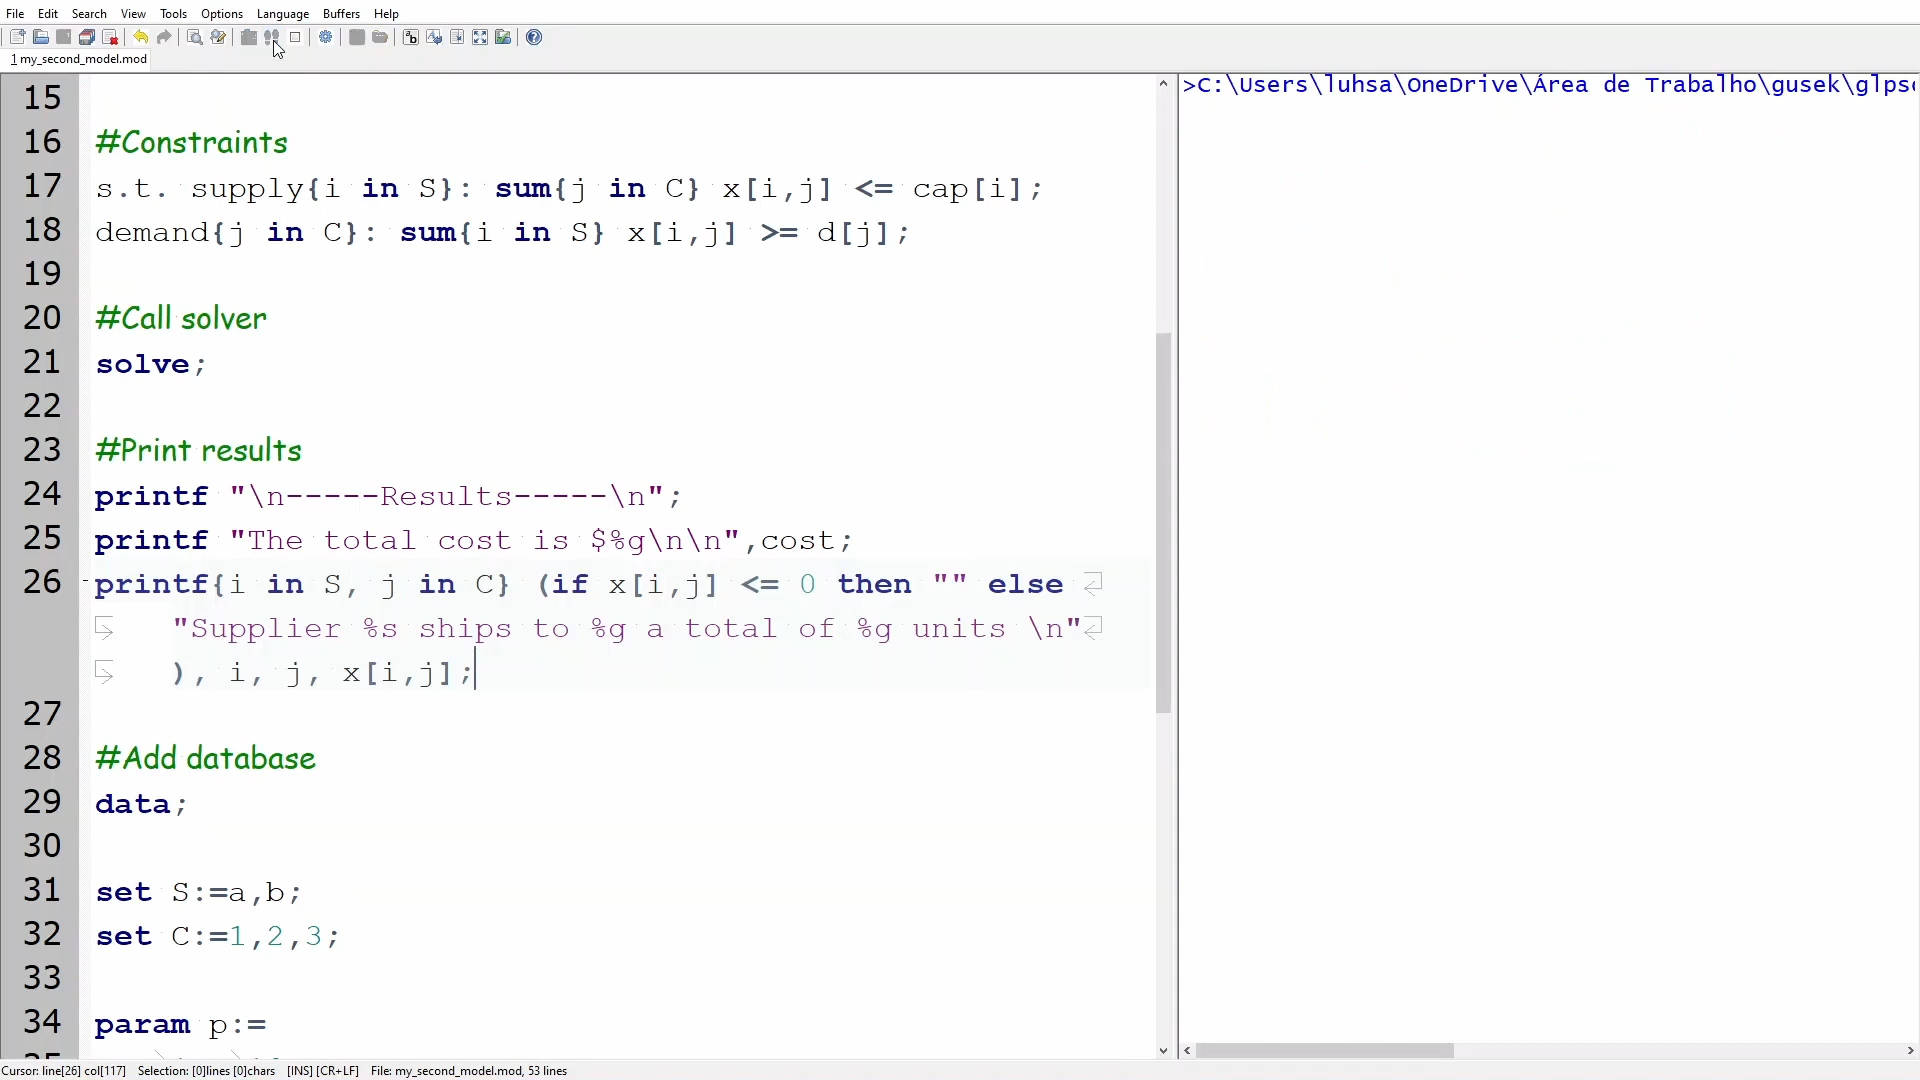 File Edit Search View Tools Options Language Buffers Help
1 my_second_model.mod
15
16 #Constraints
17 s.t. supply{i in S}: sum{j in C} x[i,j] <= cap[i];
18 demand{j in C}: sum{i in S} x[i,j] >= d[j];
19
20 #Call solver
21 solve;
22
23 #Print results
24 printf "\n-----Results-----\n";
25 printf "The total cost is $%g\n\n",cost;
26 printf{i in S, j in C} (if x[i,j] <= 0 then "" else
"Supplier %s ships to %g a total of %g units \n"
), i, j, x[i,j];
27
28 #Add database
29 data;
30
31 set S:=a,b;
32 set C:=1,2,3;
33
34 param p:=
>C:\Users\luhsa\OneDrive\Área de Trabalho\gusek\glps
Cursor: line[26] col[117] Selection: [0]lines [0]chars [INS] [CR+LF] File: my_second_model.mod, 53 lines